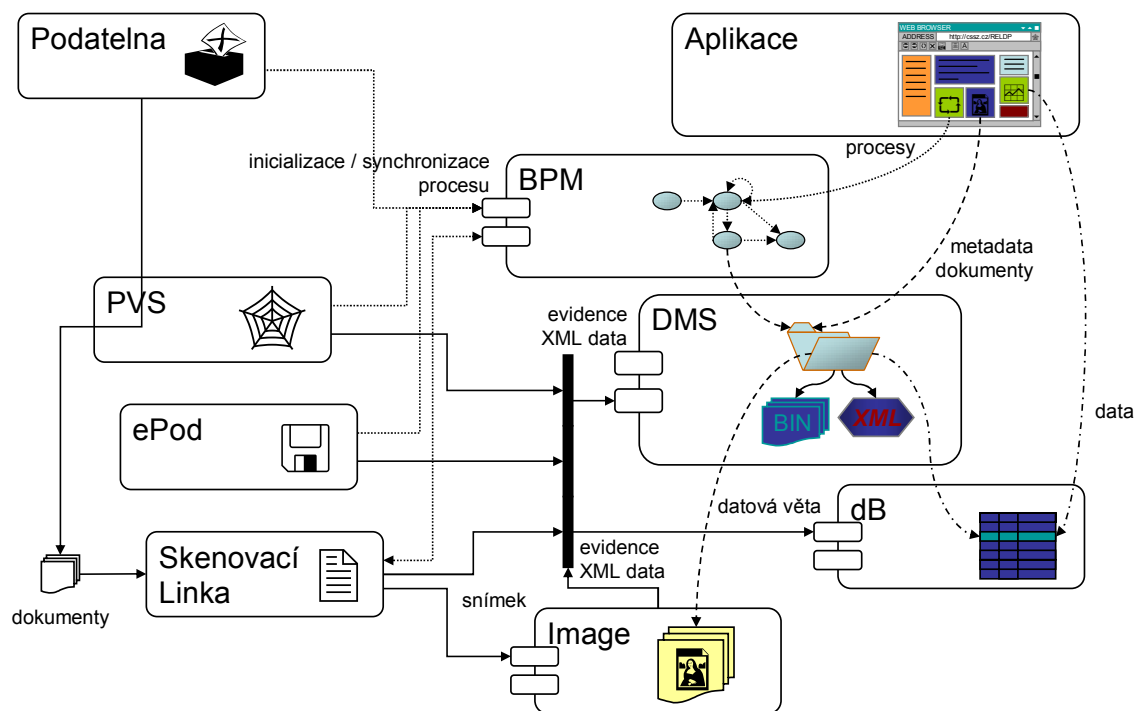 Podatelna
Aplikace
WEB BROWSER
ADDRESS
http://cssz.cz/RELDP
A
procesy
inicializace / synchronizace
procesu
BPM
metadata
dokumenty
PVS
evidence
XML data
DMS
BIN
XML
data
ePod
datová věta
dB
Skenovací
Linka
evidence
XML data
snímek
dokumenty
Image